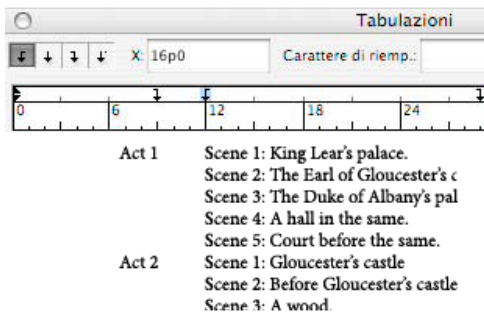 Tabulazioni
X: 16p0 Carattere di riemp.:
0 6 12 18 24
Act 1 Scene 1: King Lear's palace.
Scene 2: The Earl of Gloucester's c
Scene 3: The Duke of Albany's pal
Scene 4: A hall in the same.
Scene 5: Court before the same.
Act 2 Scene 1: Gloucester's castle
Scene 2: Before Gloucester's castle
Scene 3: A wood.